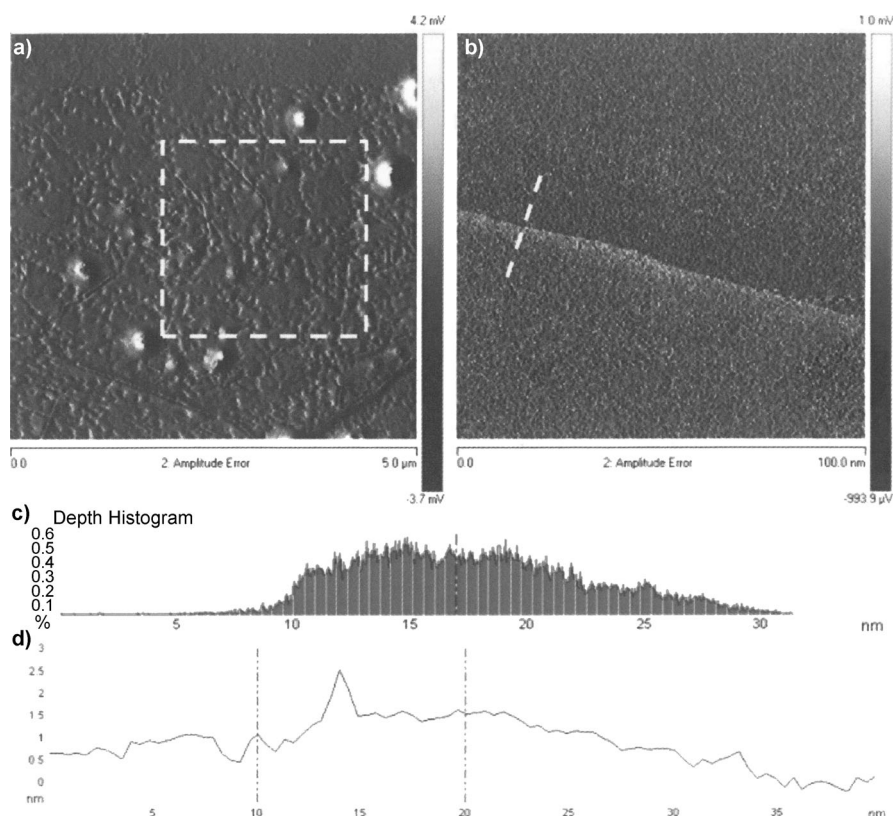 4.2 mV
1.0 mV
a)
b)
0.0 2: Amplitude Error 5.0 µm
0.0 2: Amplitude Error 100.0 nm
-3.7 mV
-993.9 µV
c) Depth Histogram
0.6
0.5
0.4
0.3
0.2
0.1
%
5 10 15 20 25 30 nm
d)
3
2.5
2
1.5
1
0.5
0
nm
5 10 15 20 25 30 35 nm